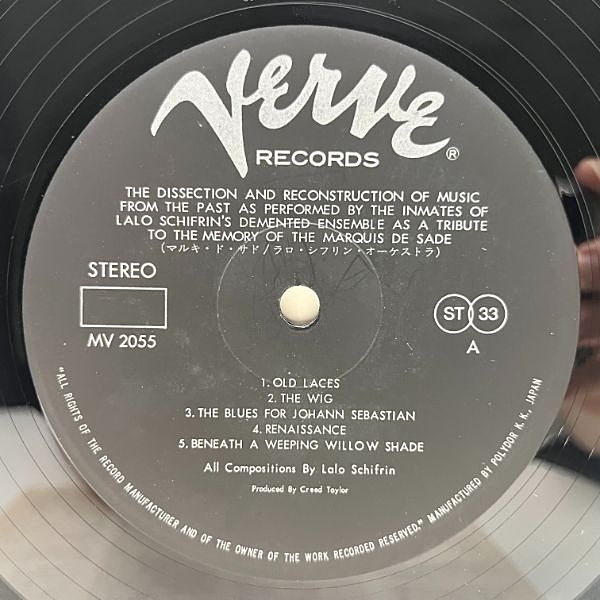 Verve
RECORDS ®
THE DISSECTION AND RECONSTRUCTION OF MUSIC
FROM THE PAST AS PERFORMED BY THE INMATES OF
LALO SCHIFRIN'S DEMENTED ENSEMBLE AS A TRIBUTE
TO THE MEMORY OF THE MARQUIS DE SADE
(マルキ・ド・サド/ラロ・シフリン・オーケストラ)
STEREO
MV 2055
ST 33
A
1. OLD LACES
2. THE WIG
3. THE BLUES FOR JOHANN SEBASTIAN
4. RENAISSANCE
5. BENEATH A WEEPING WILLOW SHADE
All Compositions By Lalo Schifrin
Produced By Creed Taylor
"ALL RIGHTS OF THE RECORD MANUFACTURER AND OF THE OWNER OF THE WORK RECORDED RESERVED." MANUFACTURED BY POLYDOR K. K., JAPAN